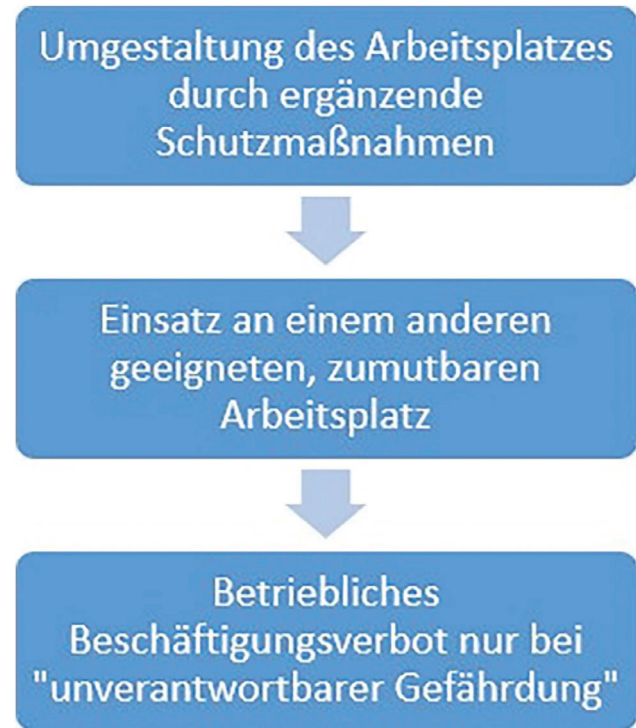 Umgestaltung des Arbeitsplatzes
durch ergänzende
Schutzmaßnahmen
Einsatz an einem anderen
geeigneten, zumutbaren
Arbeitsplatz
Betriebliches
Beschäftigungsverbot nur bei
"unverantwortbarer Gefährdung"